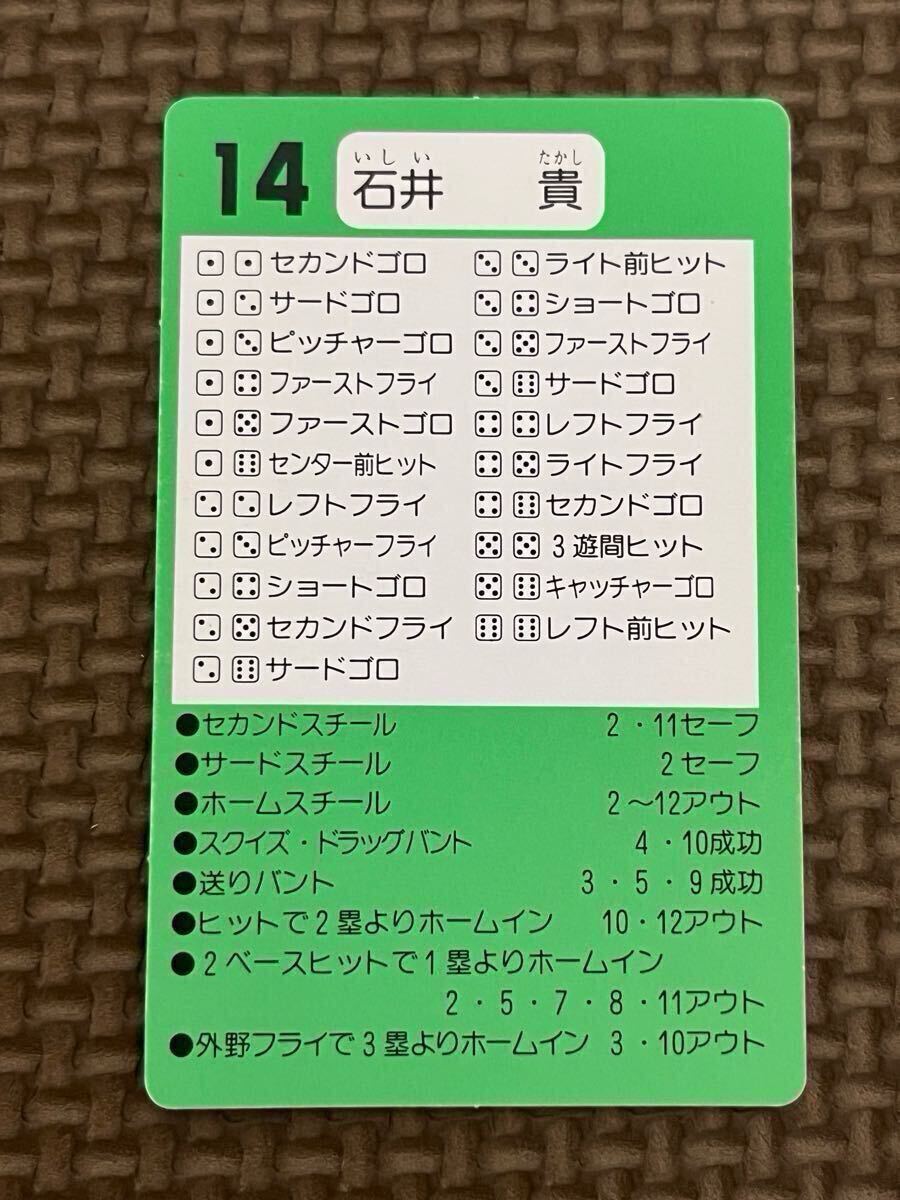 14 石井 貴
いしい たかし
⚀ ⚀ セカンドゴロ
⚀ ⚁ サードゴロ
⚀ ⚂ ピッチャーゴロ
⚀ ⚃ ファーストフライ
⚀ ⚄ ファーストゴロ
⚀ ⚅ センター前ヒット
⚁ ⚁ レフトフライ
⚁ ⚂ ピッチャーフライ
⚁ ⚃ ショートゴロ
⚁ ⚄ セカンドフライ
⚁ ⚅ サードゴロ
⚂ ⚂ ライト前ヒット
⚂ ⚃ ショートゴロ
⚂ ⚄ ファーストフライ
⚂ ⚅ サードゴロ
⚃ ⚃ レフトフライ
⚃ ⚄ ライトフライ
⚃ ⚅ セカンドゴロ
⚄ ⚄ 3遊間ヒット
⚄ ⚅ キャッチャーゴロ
⚅ ⚅ レフト前ヒット
●セカンドスチール 2・11セーフ
●サードスチール 2セーフ
●ホームスチール 2〜12アウト
●スクイズ・ドラッグバント 4・10成功
●送りバント 3・5・9成功
●ヒットで2塁よりホームイン 10・12アウト
●2ベースヒットで1塁よりホームイン
2・5・7・8・11アウト
●外野フライで3塁よりホームイン 3・10アウト